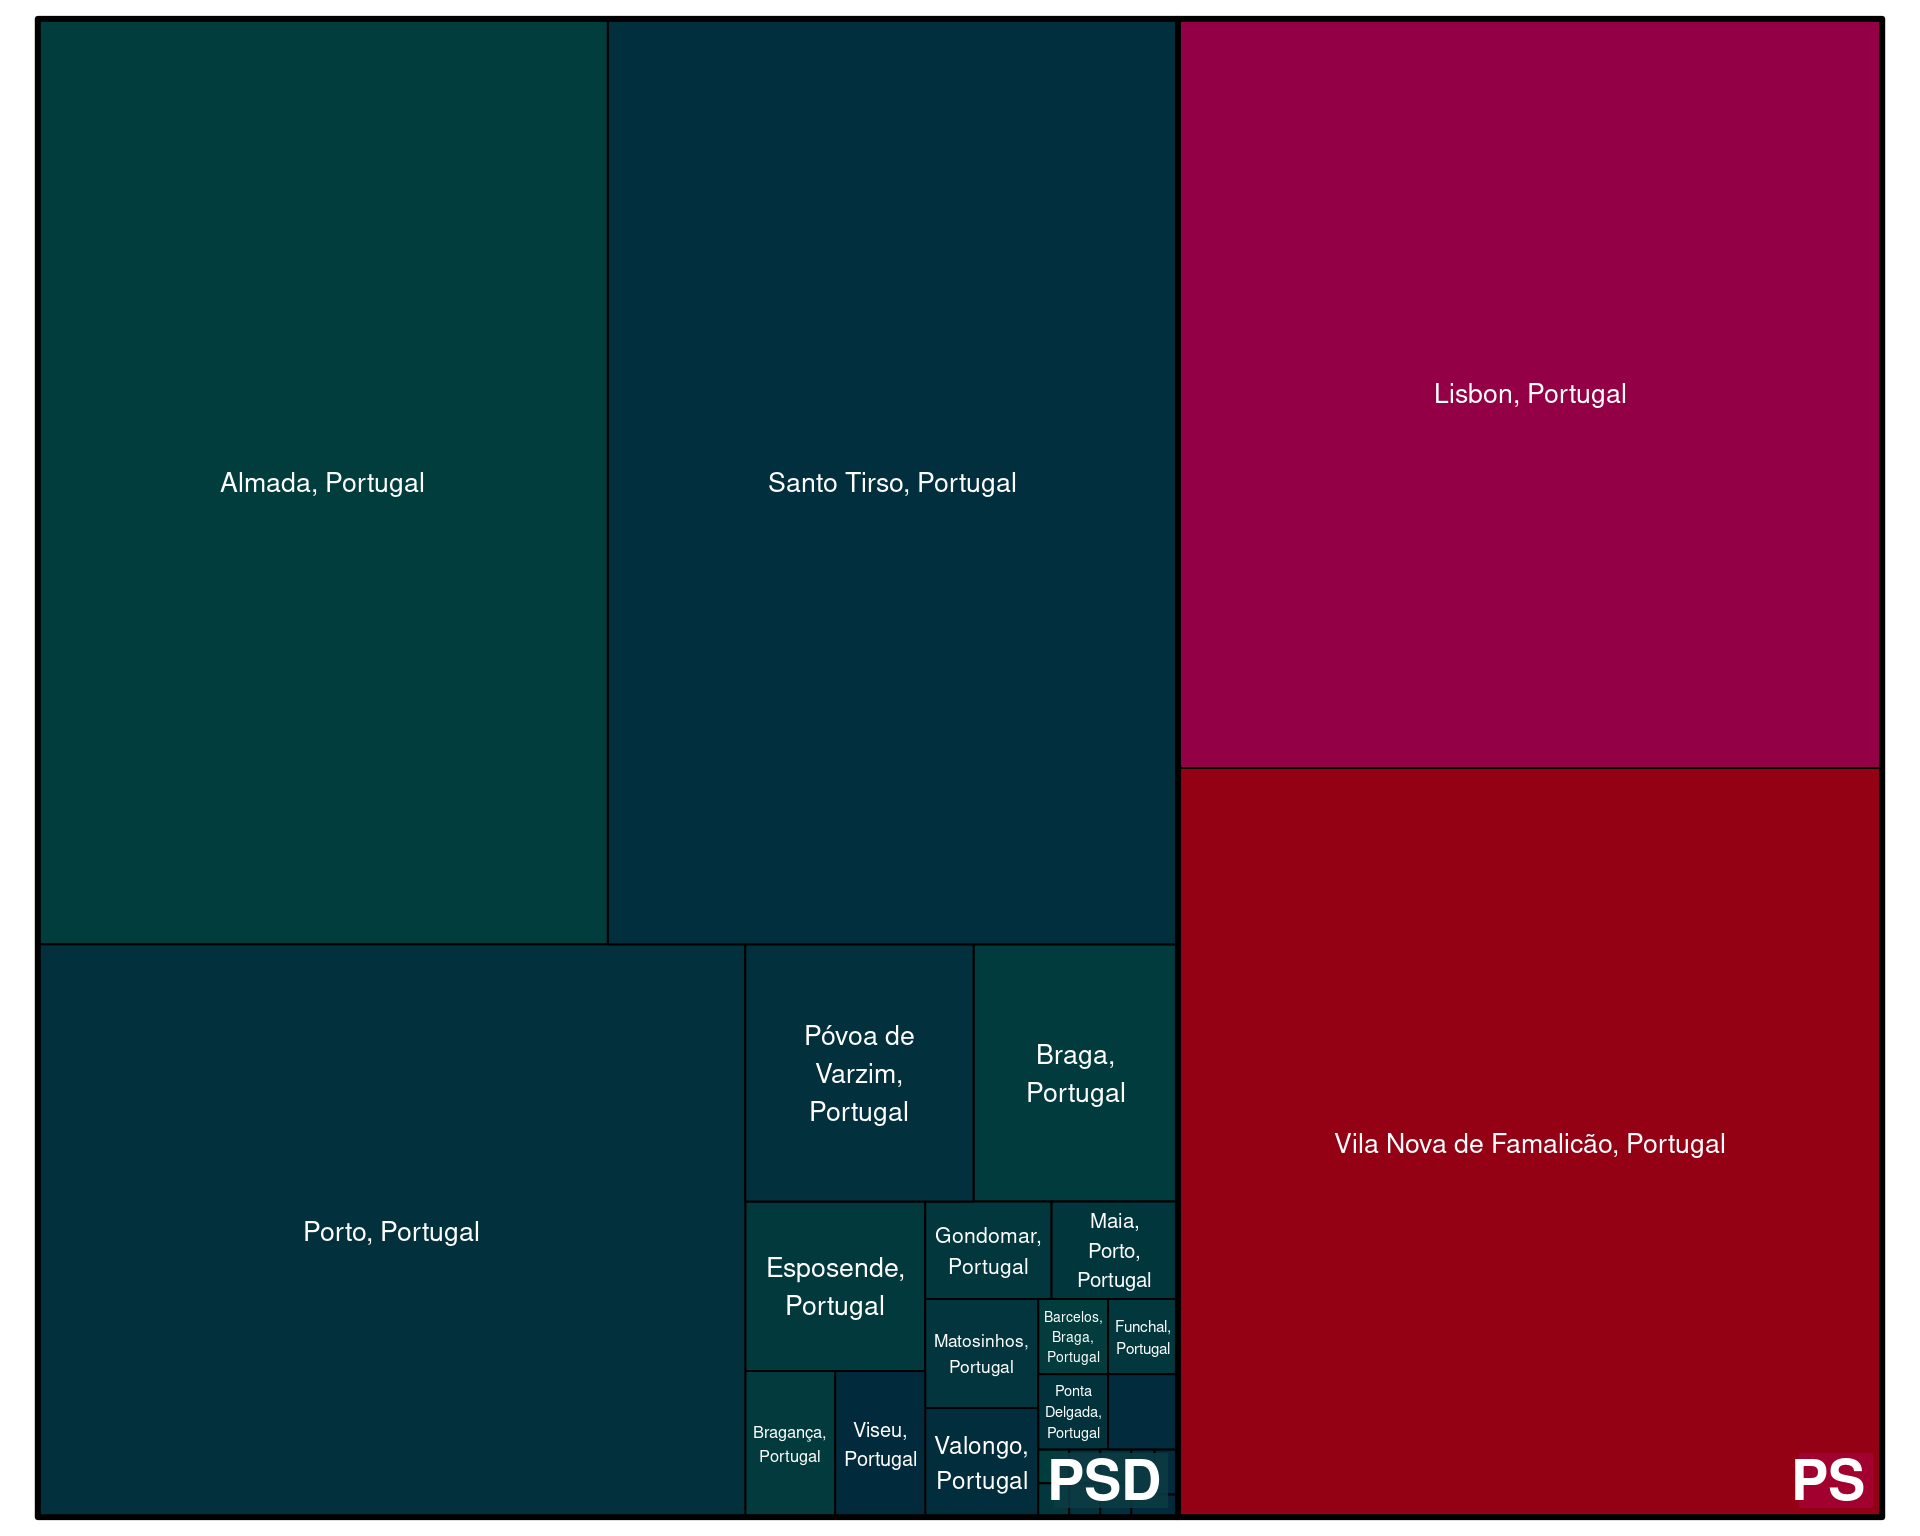 Almada, Portugal
Santo Tirso, Portugal
Lisbon, Portugal
Porto, Portugal
Póvoa de
Varzim,
Portugal
Braga,
Portugal
Vila Nova de Famalicão, Portugal
Esposende,
Portugal
Gondomar,
Portugal
Maia,
Porto,
Portugal
Matosinhos,
Portugal
Barcelos,
Braga,
Portugal
Funchal,
Portugal
Ponta
Delgada,
Portugal
Bragança,
Portugal
Viseu,
Portugal
Valongo,
Portugal
PSD
PS